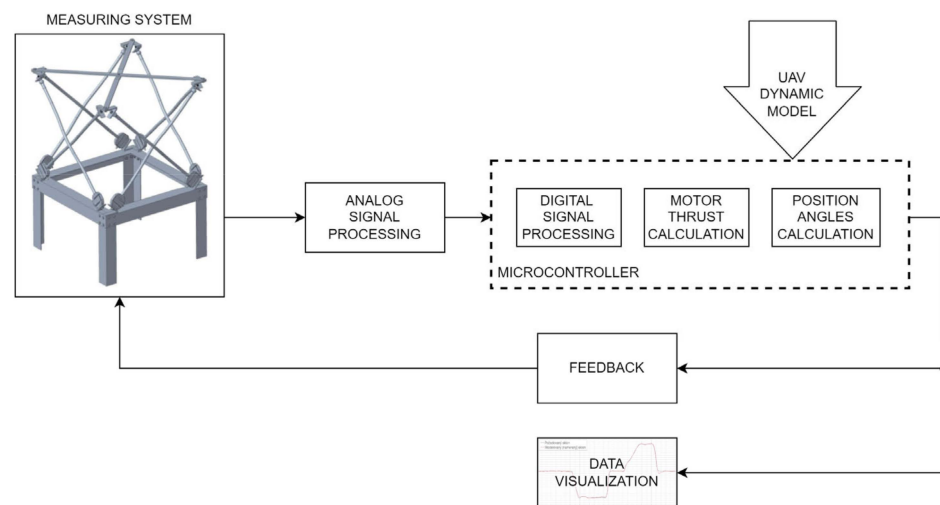 MEASURING SYSTEM
UAV
DYNAMIC
MODEL
ANALOG
SIGNAL
PROCESSING
DIGITAL
SIGNAL
PROCESSING
MOTOR
THRUST
CALCULATION
POSITION
ANGLES
CALCULATION
MICROCONTROLLER
FEEDBACK
DATA
VISUALIZATION